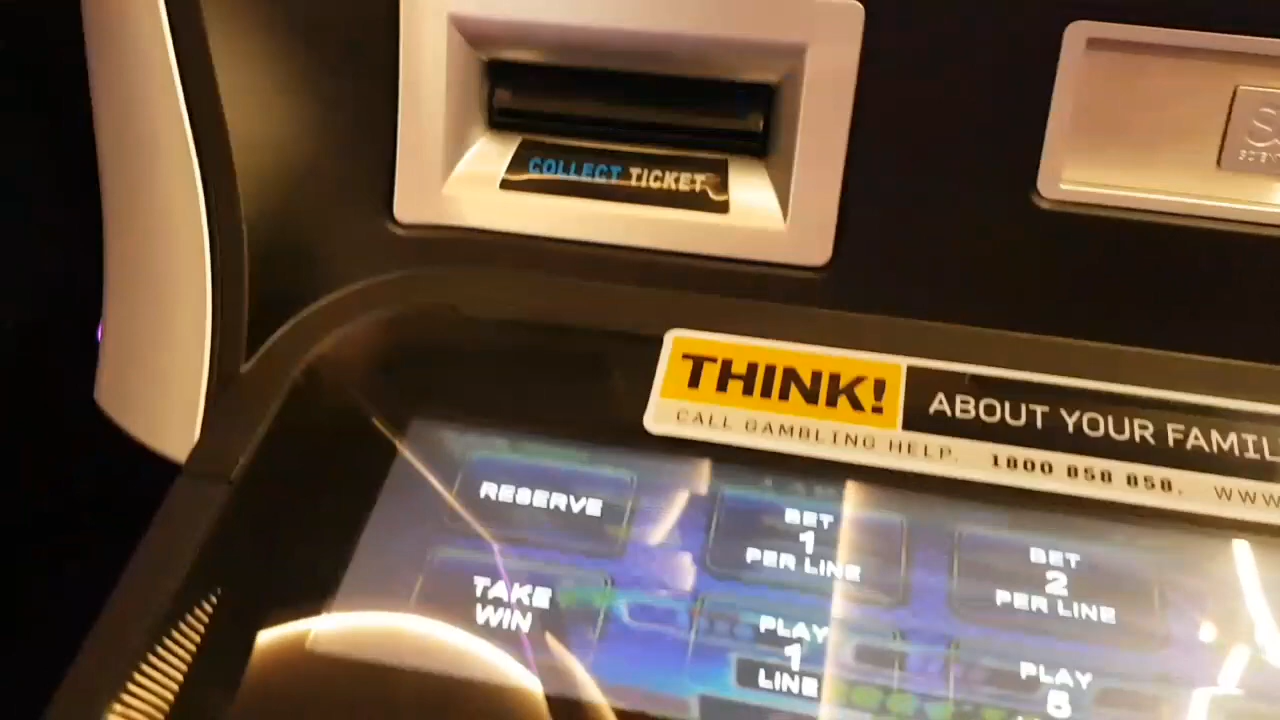 COLLECT TICKET
THINK!
ABOUT YOUR FAMIL
CALL GAMBLING HELP. 1800 858 858. WWW
RESERVE
BET
1
PER LINE
BET
2
PER LINE
TAKE
WIN
PLAY
1
LINE
PLAY
5